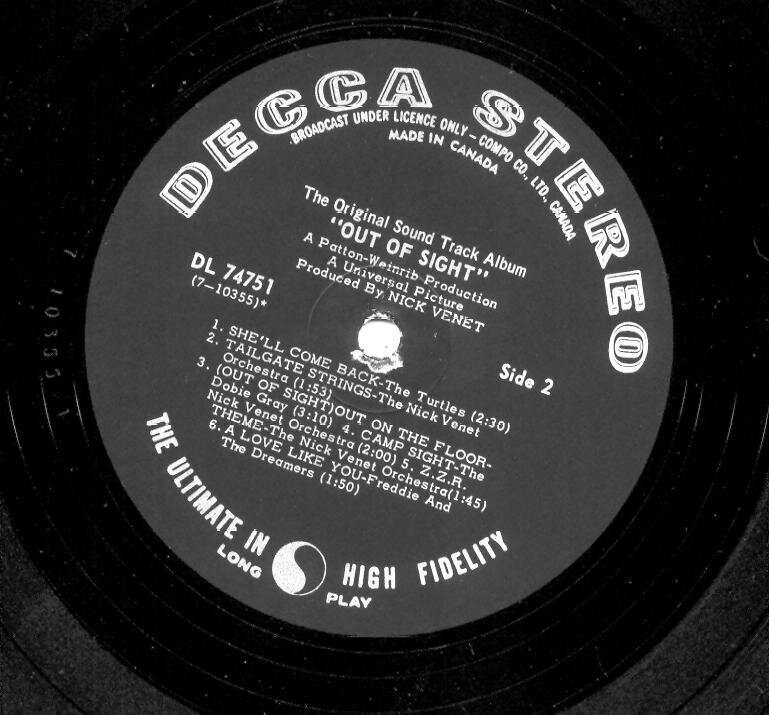 DECCA STEREO
BROADCAST UNDER LICENCE ONLY - COMPO CO., LTD., CANADA
MADE IN CANADA
The Original Sound Track Album
"OUT OF SIGHT"
A Patton-Weinrib Production
A Universal Picture
Produced By NICK VENET
DL 74751
(7-10355)*
Side 2
1. SHE'LL COME BACK-The Turtles (2:30)
2. TAILGATE STRINGS-The Nick Venet
Orchestra (1:53)
3. (OUT OF SIGHT)OUT ON THE FLOOR-
Dobie Gray (3:10) 4. CAMP SIGHT-The
Nick Venet Orchestra (2:00) 5. Z.Z.R.
THEME-The Nick Venet Orchestra(1:45)
6. A LOVE LIKE YOU-Freddie And
The Dreamers (1:50)
THE ULTIMATE IN HIGH FIDELITY
LONG PLAY
7 10355 1